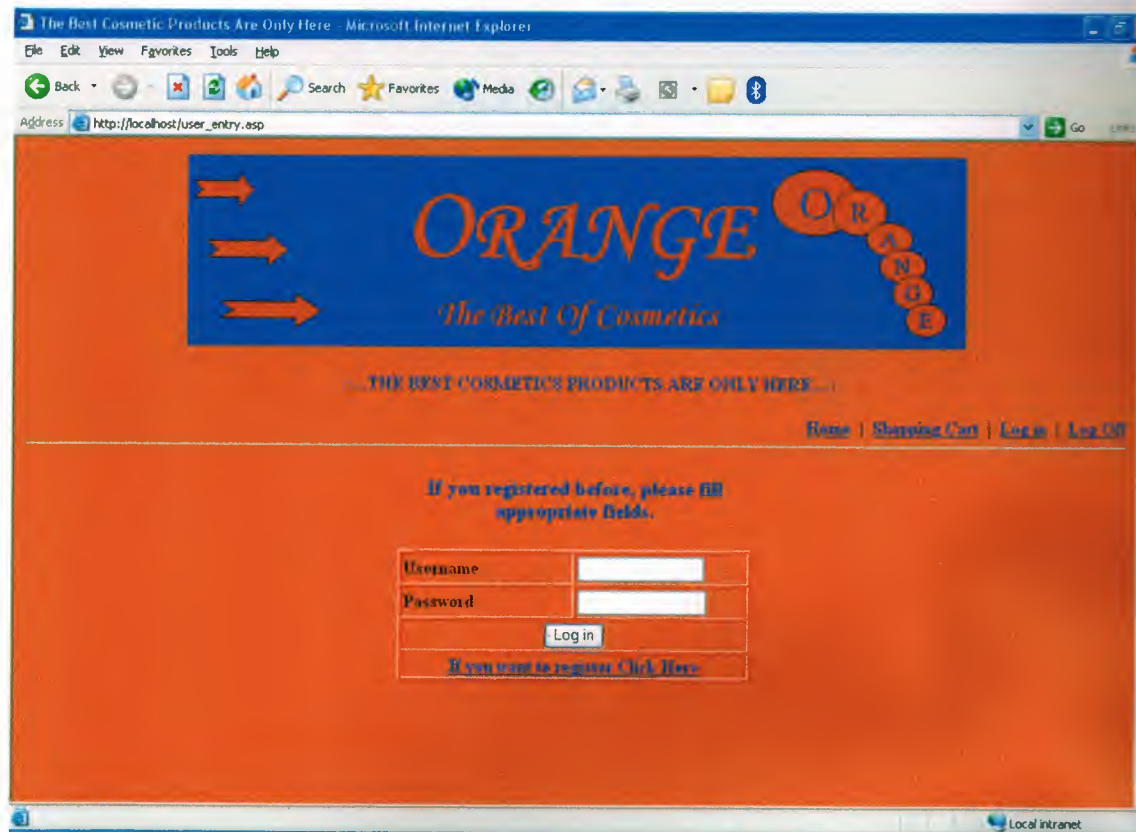 The Best Cosmetic Products Are Only Here - Microsoft Internet Explorer
File Edit View Favorites Tools Help
Back Search Favorites Media
Address http://localhost/user_entry.asp Go Links
ORANGE
The Best Of Cosmetics
O R A N G E
....THE BEST COSMETICS PRODUCTS ARE ONLY HERE....
Home | Shopping Cart | Log in | Log Off
If you registered before, please fill
appropriate fields.
Username
Password
Log in
If you want to register Click Here
Local intranet